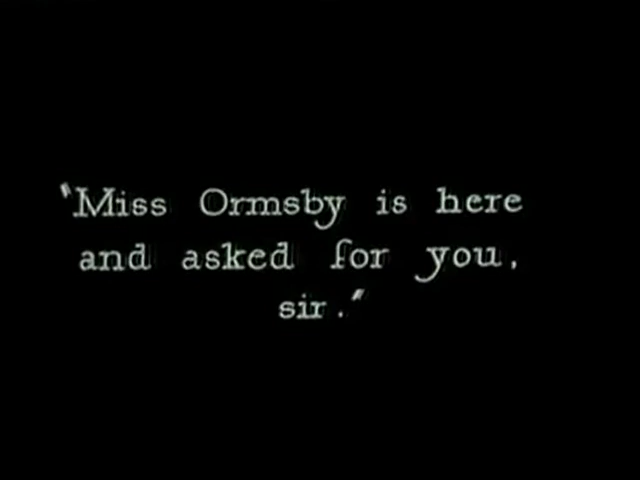 "Miss Ormsby is here
and asked for you,
sir."